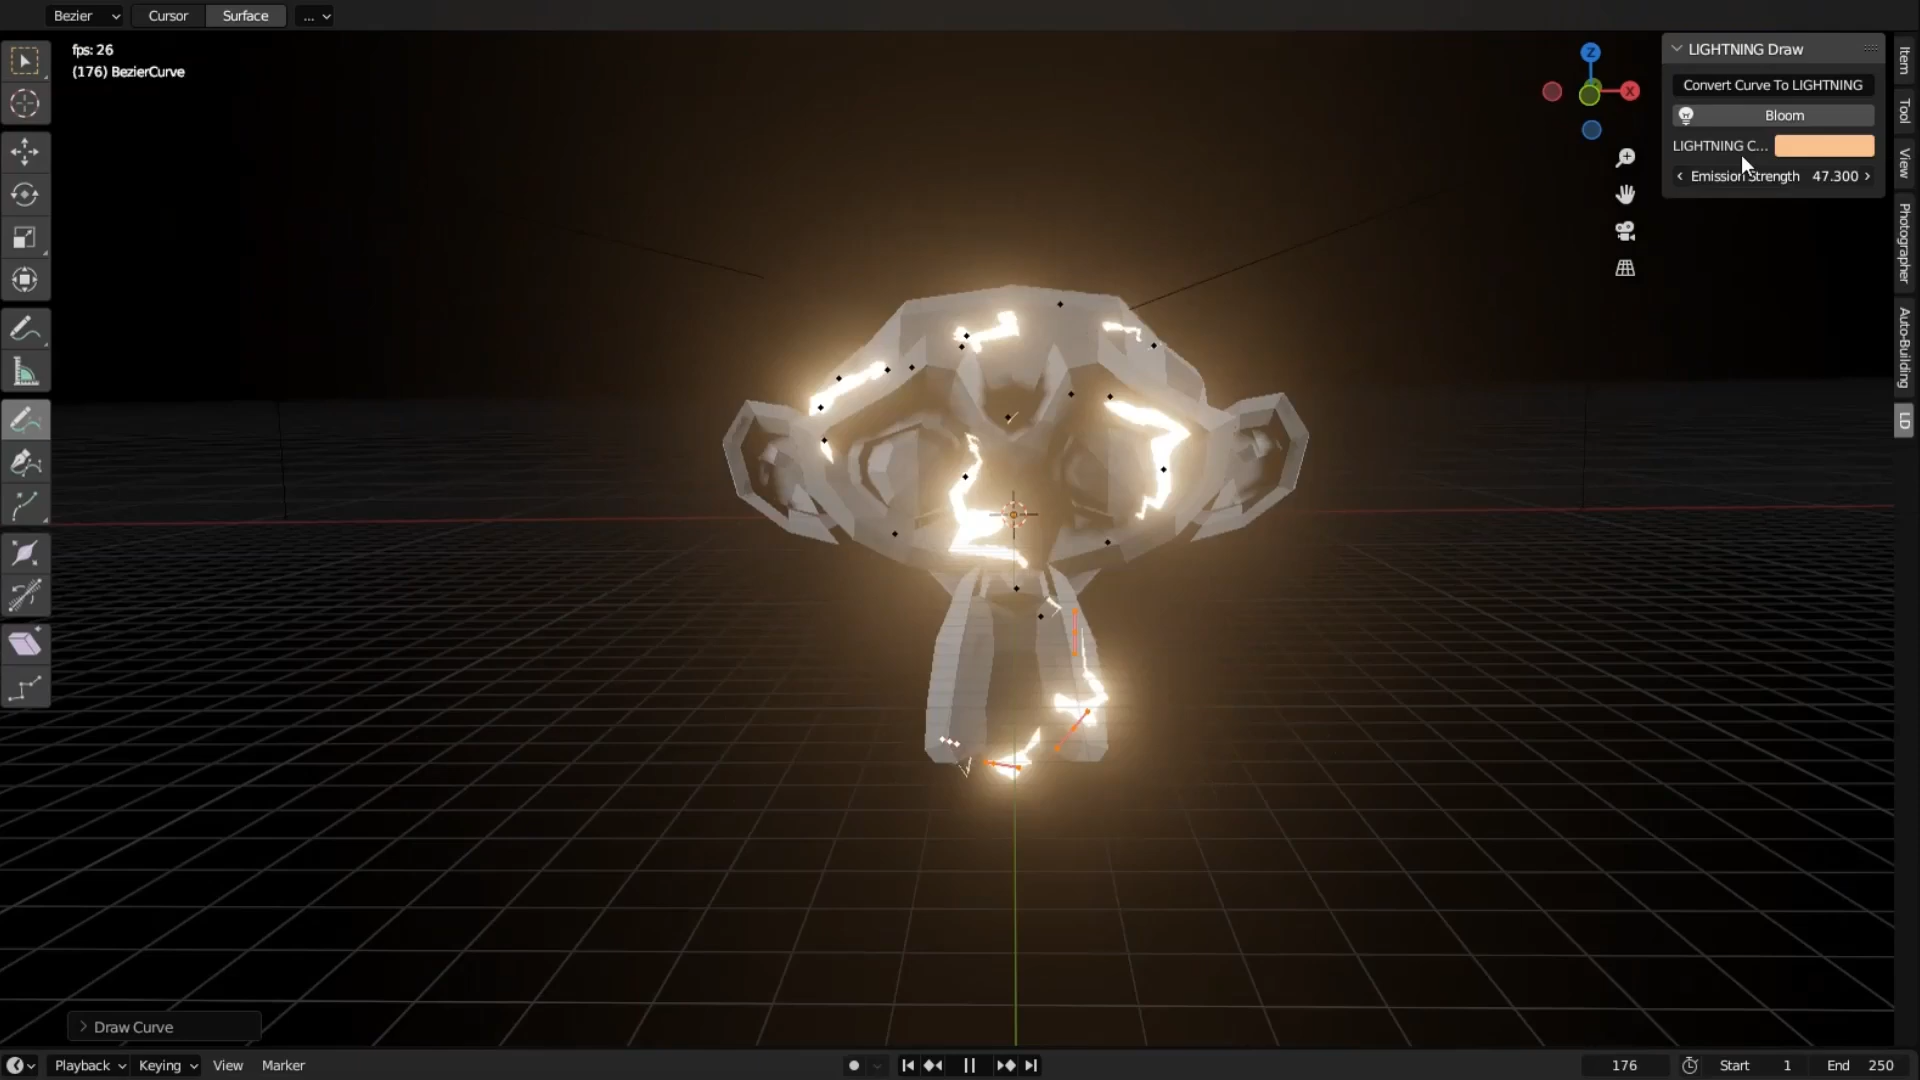 Bezier Cursor Surface ...
fps: 26
(176) BezierCurve
Z
X
LIGHTNING Draw
Convert Curve To LIGHTNING
Bloom
LIGHTNING C...
Emission Strength 47.300
Item
Tool
View
Photographer
Auto-Building
LD
Draw Curve
Playback Keying View Marker 176 Start 1 End 250